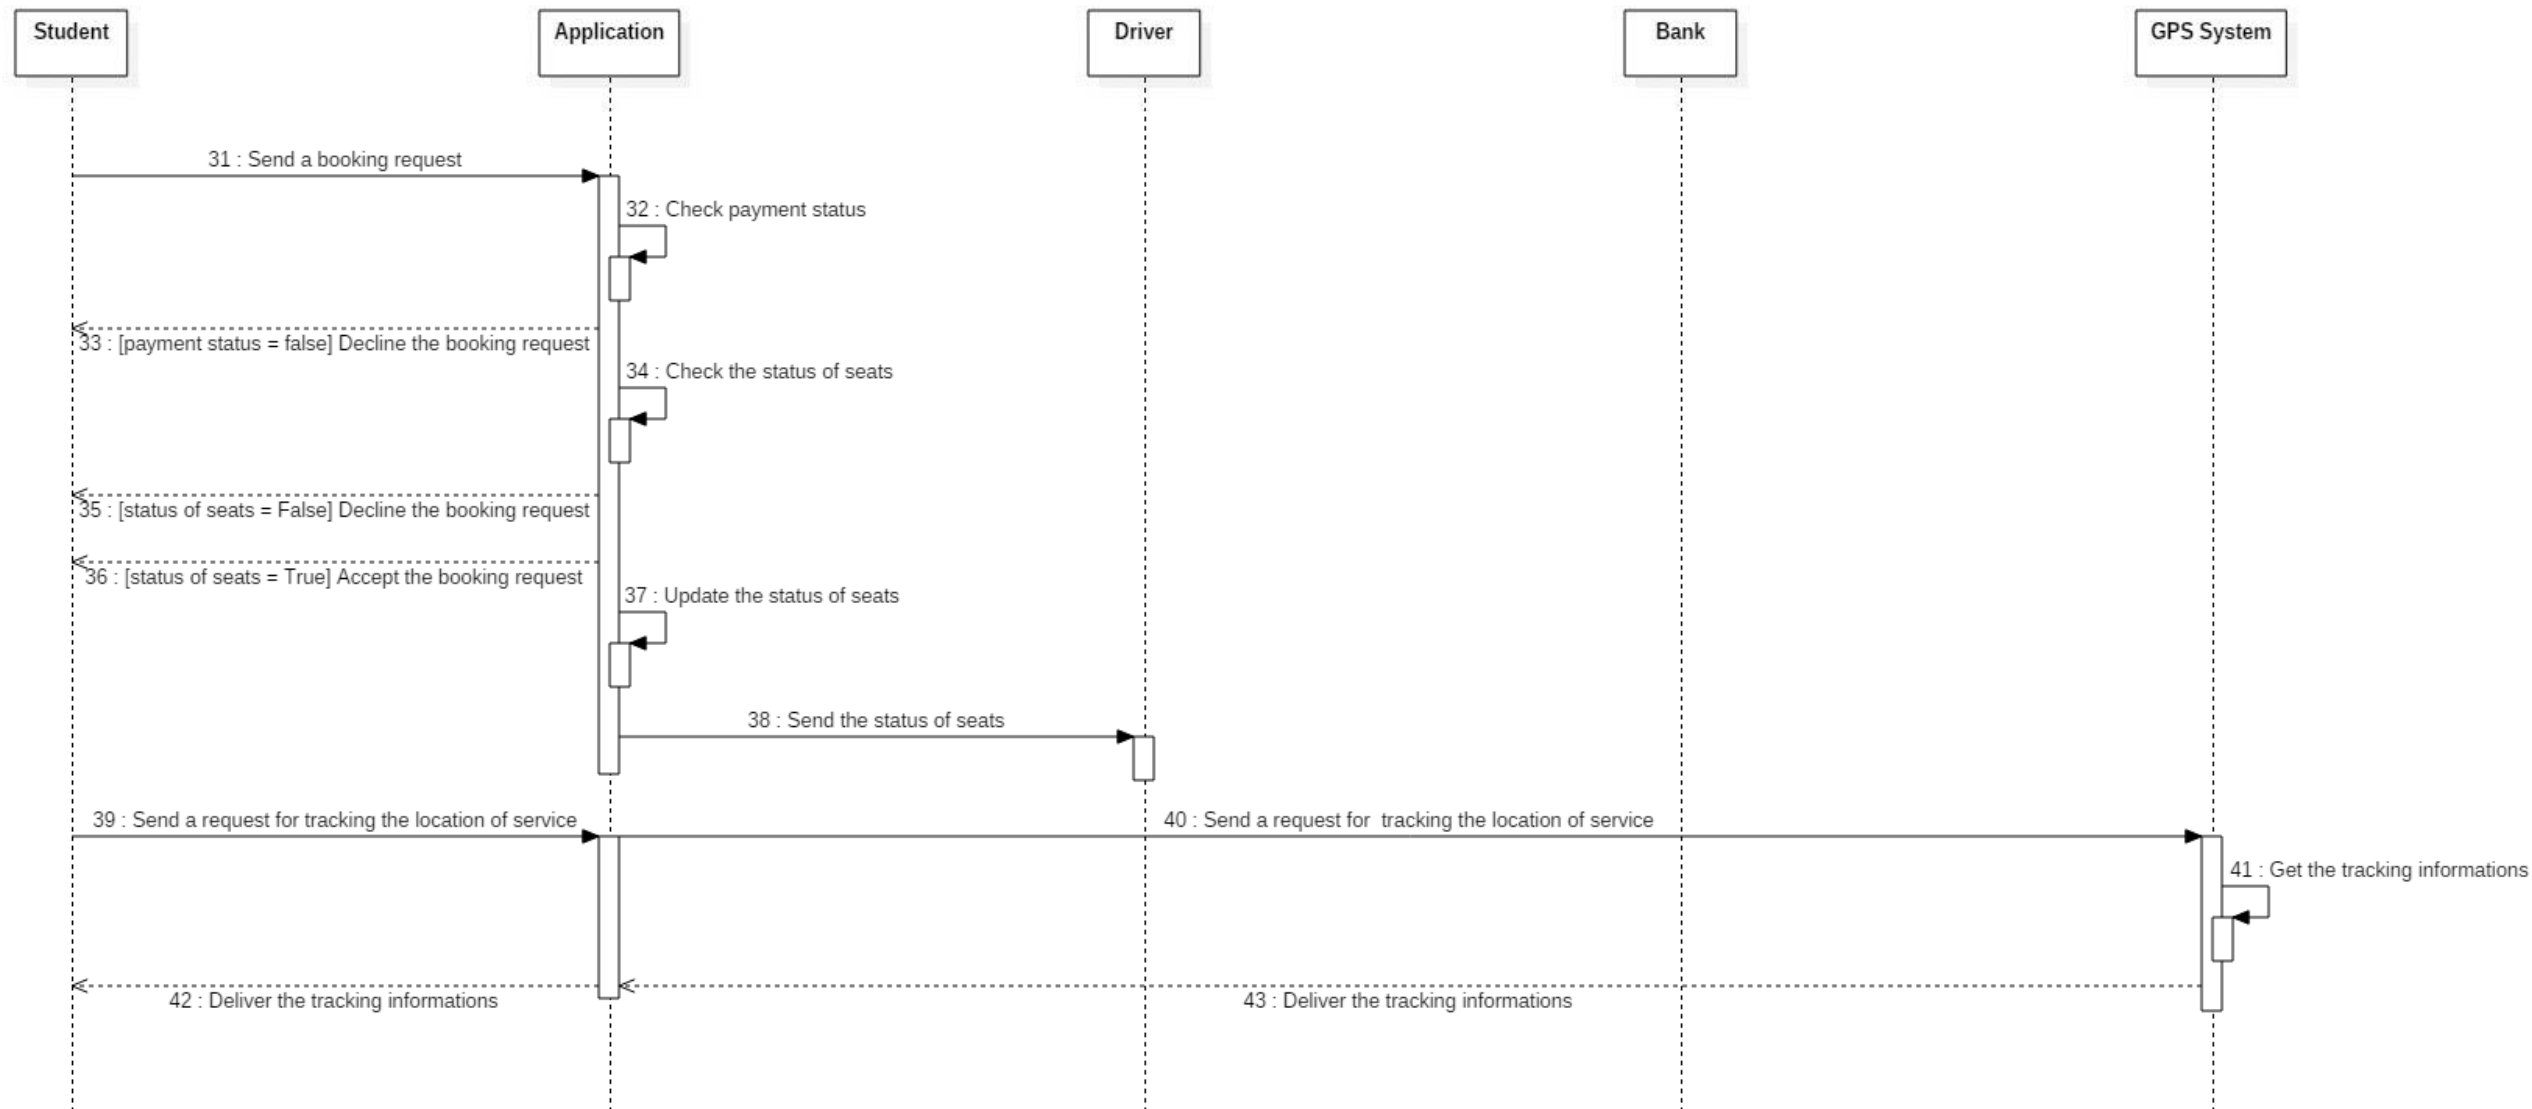 Student
Application
Driver
Bank
GPS System
31 : Send a booking request
32 : Check payment status
33 : [payment status = false] Decline the booking request
34 : Check the status of seats
35 : [status of seats = False] Decline the booking request
36 : [status of seats = True] Accept the booking request
37 : Update the status of seats
38 : Send the status of seats
39 : Send a request for tracking the location of service
40 : Send a request for  tracking the location of service
41 : Get the tracking informations
42 : Deliver the tracking informations
43 : Deliver the tracking informations